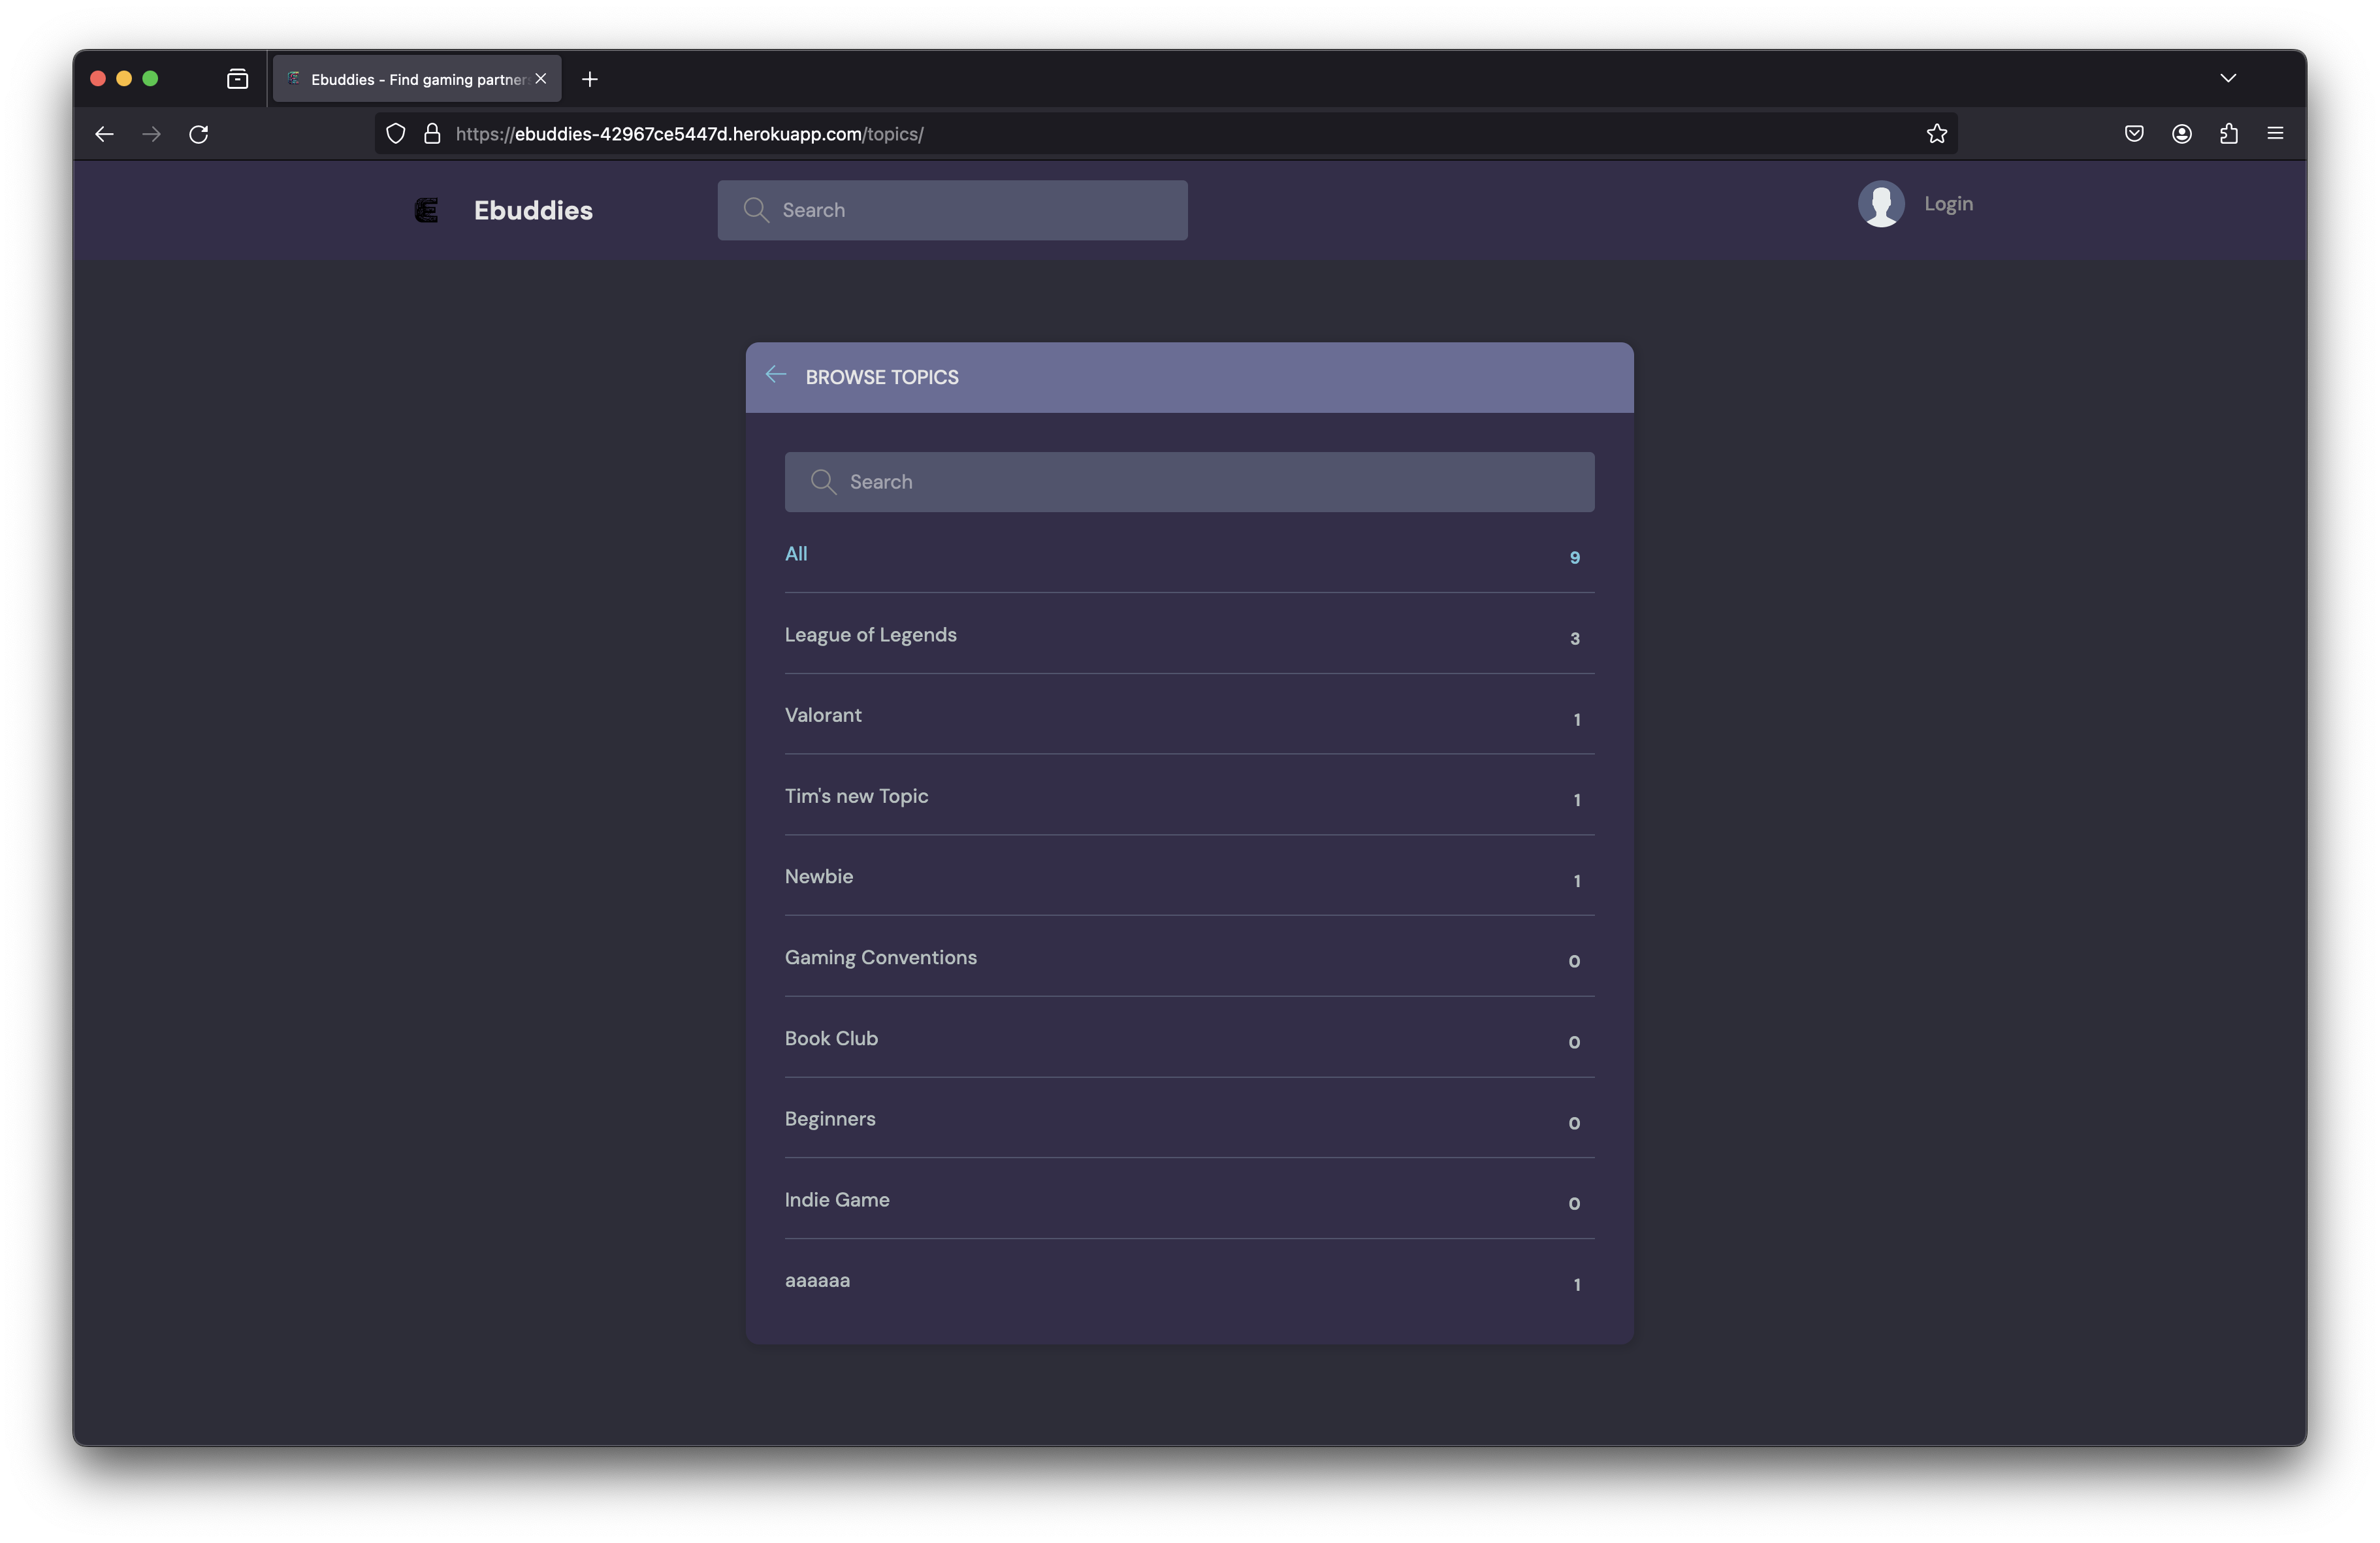 Ebuddies - Find gaming partner
https://ebuddies-42967ce5447d.herokuapp.com/topics/
Ebuddies
Search
Login
BROWSE TOPICS
Search
All 9
League of Legends 3
Valorant 1
Tim's new Topic 1
Newbie 1
Gaming Conventions 0
Book Club 0
Beginners 0
Indie Game 0
aaaaaa 1